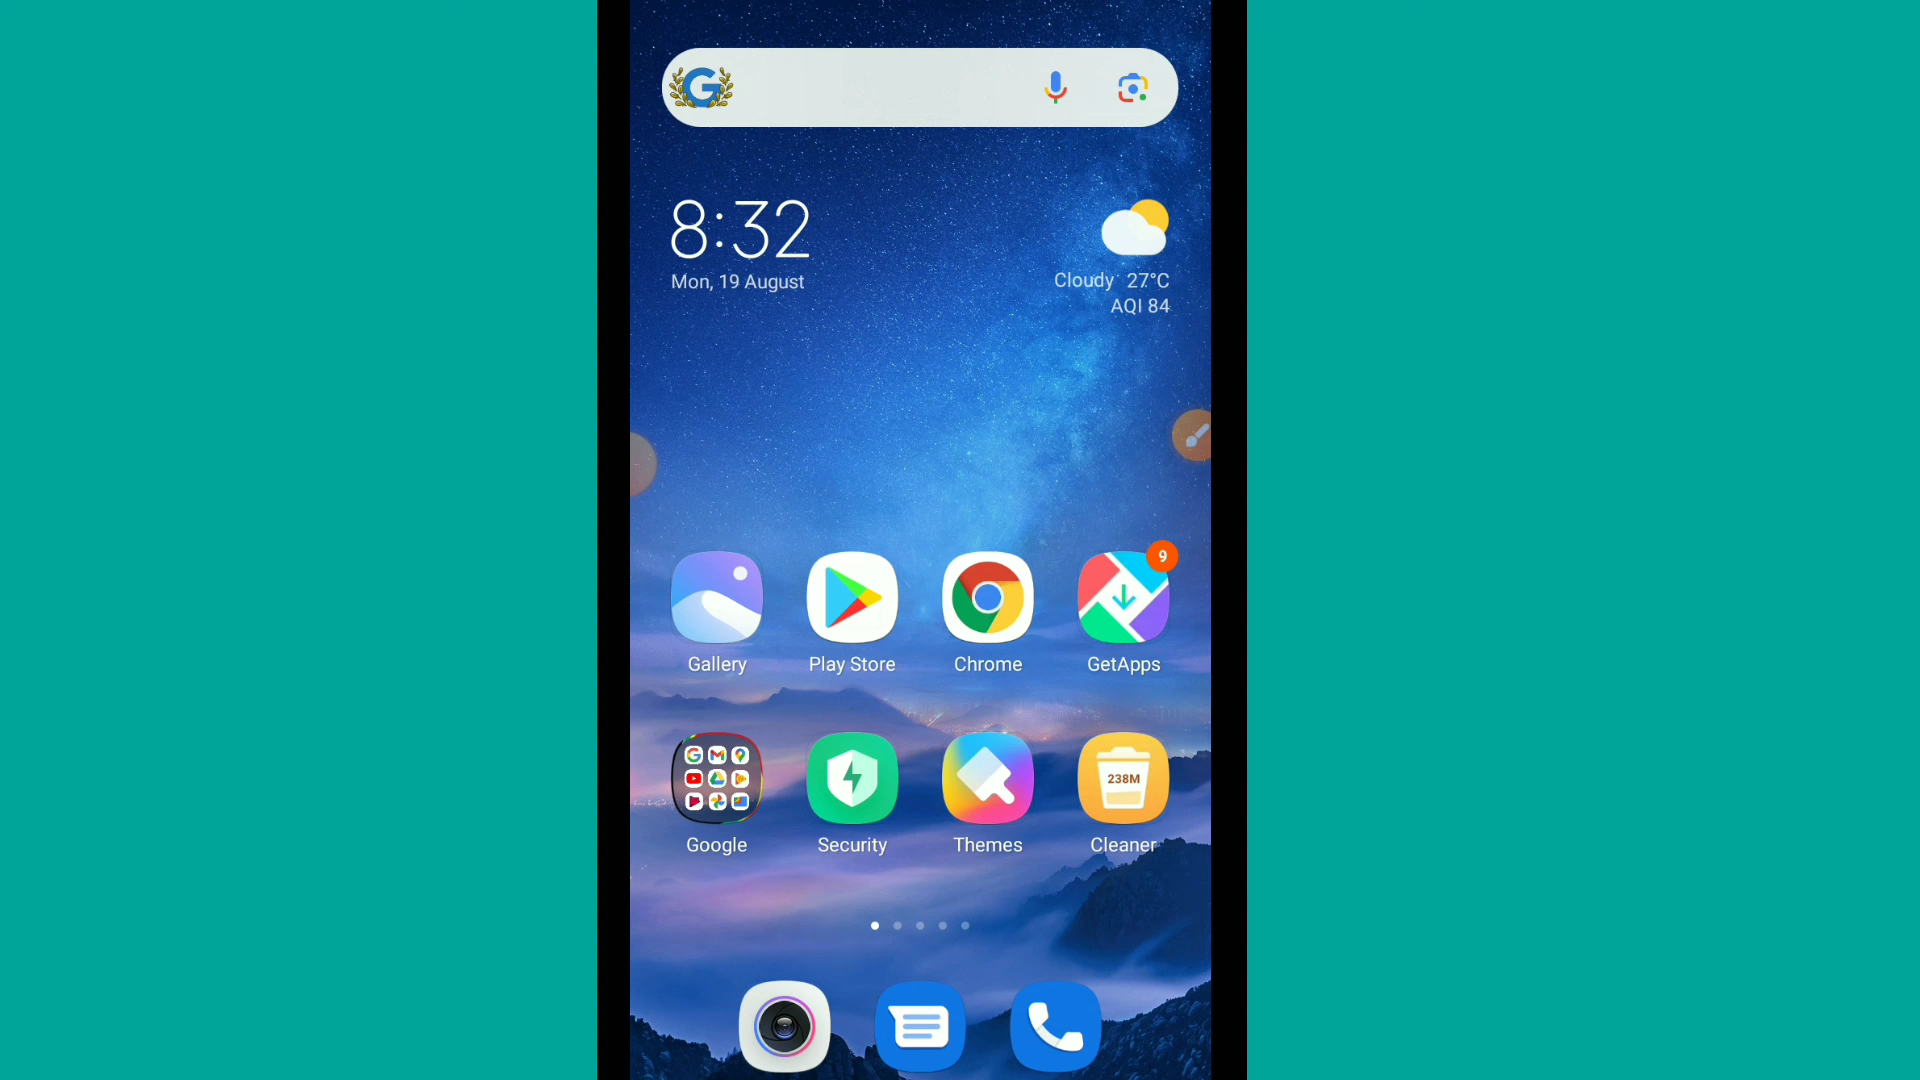 8:32
Mon, 19 August
Cloudy 27°C
AQI 84
9
Gallery
Play Store
Chrome
GetApps
238M
Google
Security
Themes
Cleaner